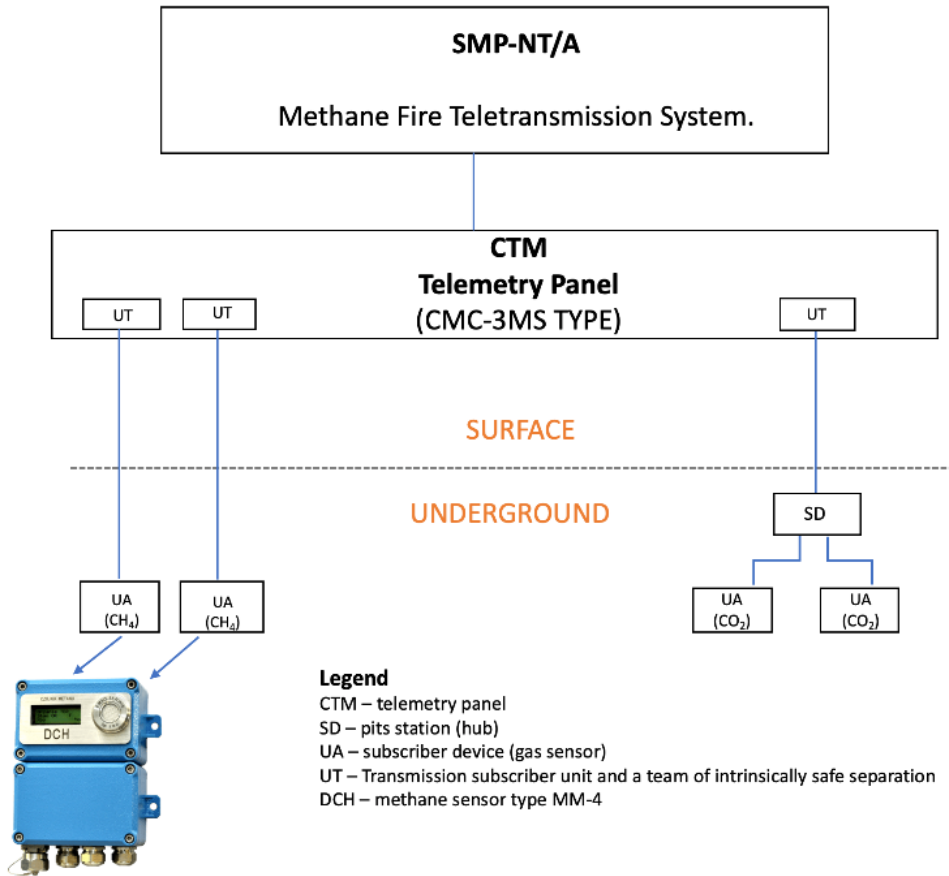 SMP-NT/A
Methane Fire Teletransmission System.
CTM
Telemetry Panel
(CMC-3MS TYPE)
UT
UT
UT
SURFACE
UNDERGROUND
SD
UA
(CH₄)
UA
(CH₄)
UA
(CO₂)
UA
(CO₂)
DCH
Legend
CTM – telemetry panel
SD – pits station (hub)
UA – subscriber device (gas sensor)
UT – Transmission subscriber unit and a team of intrinsically safe separation
DCH – methane sensor type MM-4